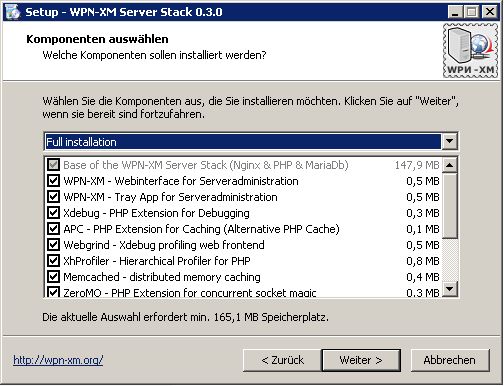 Setup - WPN-XM Server Stack 0.3.0
Komponenten auswählen
Welche Komponenten sollen installiert werden?
WPN-XM
Wählen Sie die Komponenten aus, die Sie installieren möchten. Klicken Sie auf "Weiter",
wenn sie bereit sind fortzufahren.
Full installation
Base of the WPN-XM Server Stack (Nginx & PHP & MariaDb) 147,9 MB
WPN-XM - Webinterface for Serveradministration 0,5 MB
WPN-XM - Tray App for Serveradministration 0,5 MB
Xdebug - PHP Extension for Debugging 0,3 MB
APC - PHP Extension for Caching (Alternative PHP Cache) 0,1 MB
Webgrind - Xdebug profiling web frontend 0,5 MB
XhProfiler - Hierarchical Profiler for PHP 0,8 MB
Memcached - distributed memory caching 0,4 MB
ZeroMQ - PHP Extension for concurrent socket magic 0,3 MB
Die aktuelle Auswahl erfordert min. 165,1 MB Speicherplatz.
http://wpn-xm.org/
< Zurück
Weiter >
Abbrechen